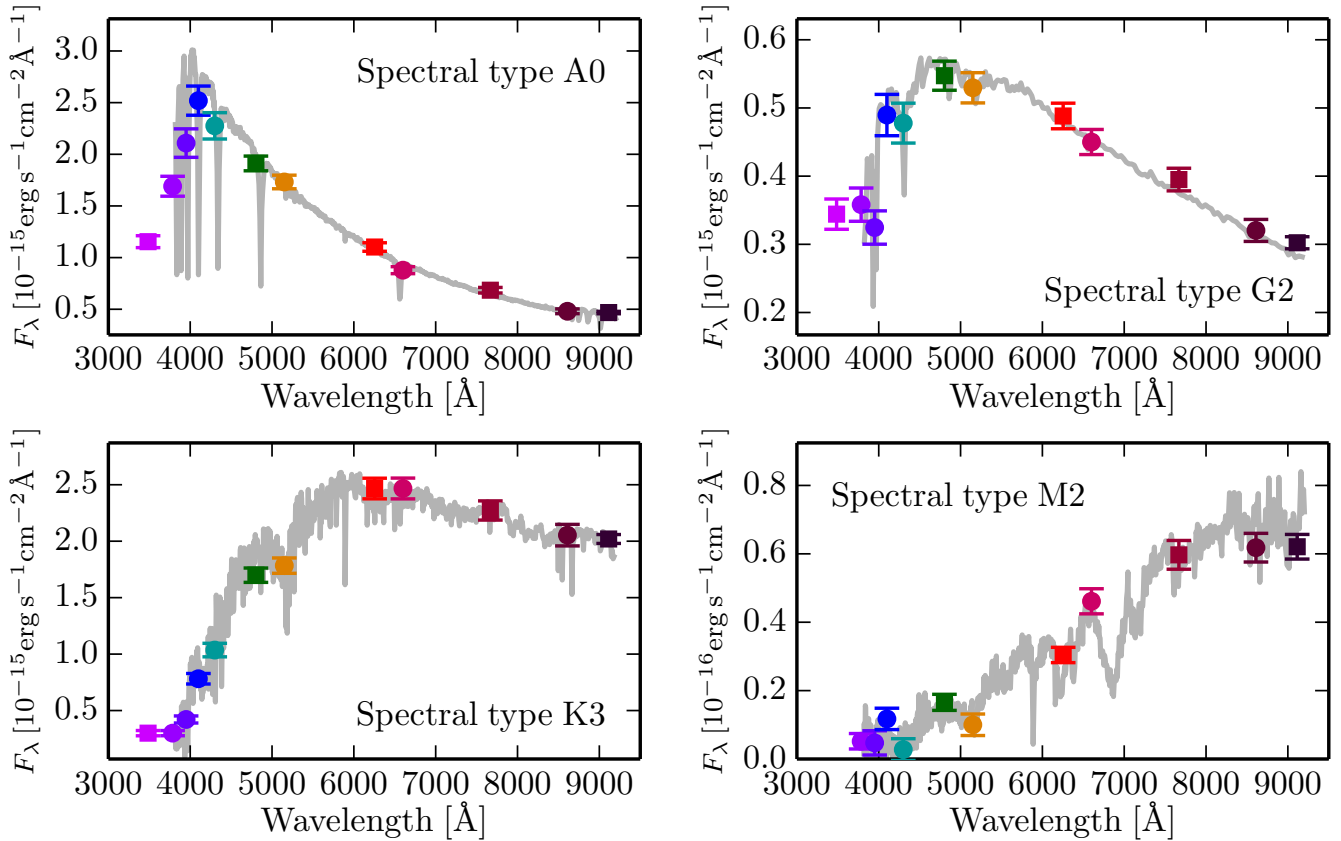 3.0
2.5
2.0
1.5
1.0
0.5
F_λ [10^−15 erg s^−1 cm^−2 Å^−1]
Spectral type A0
3000 4000 5000 6000 7000 8000 9000
Wavelength [Å]
0.6
0.5
0.4
0.3
0.2
F_λ [10^−15 erg s^−1 cm^−2 Å^−1]
Spectral type G2
3000 4000 5000 6000 7000 8000 9000
Wavelength [Å]
2.5
2.0
1.5
1.0
0.5
F_λ [10^−15 erg s^−1 cm^−2 Å^−1]
Spectral type K3
3000 4000 5000 6000 7000 8000 9000
Wavelength [Å]
0.8
0.6
0.4
0.2
0.0
F_λ [10^−16 erg s^−1 cm^−2 Å^−1]
Spectral type M2
3000 4000 5000 6000 7000 8000 9000
Wavelength [Å]